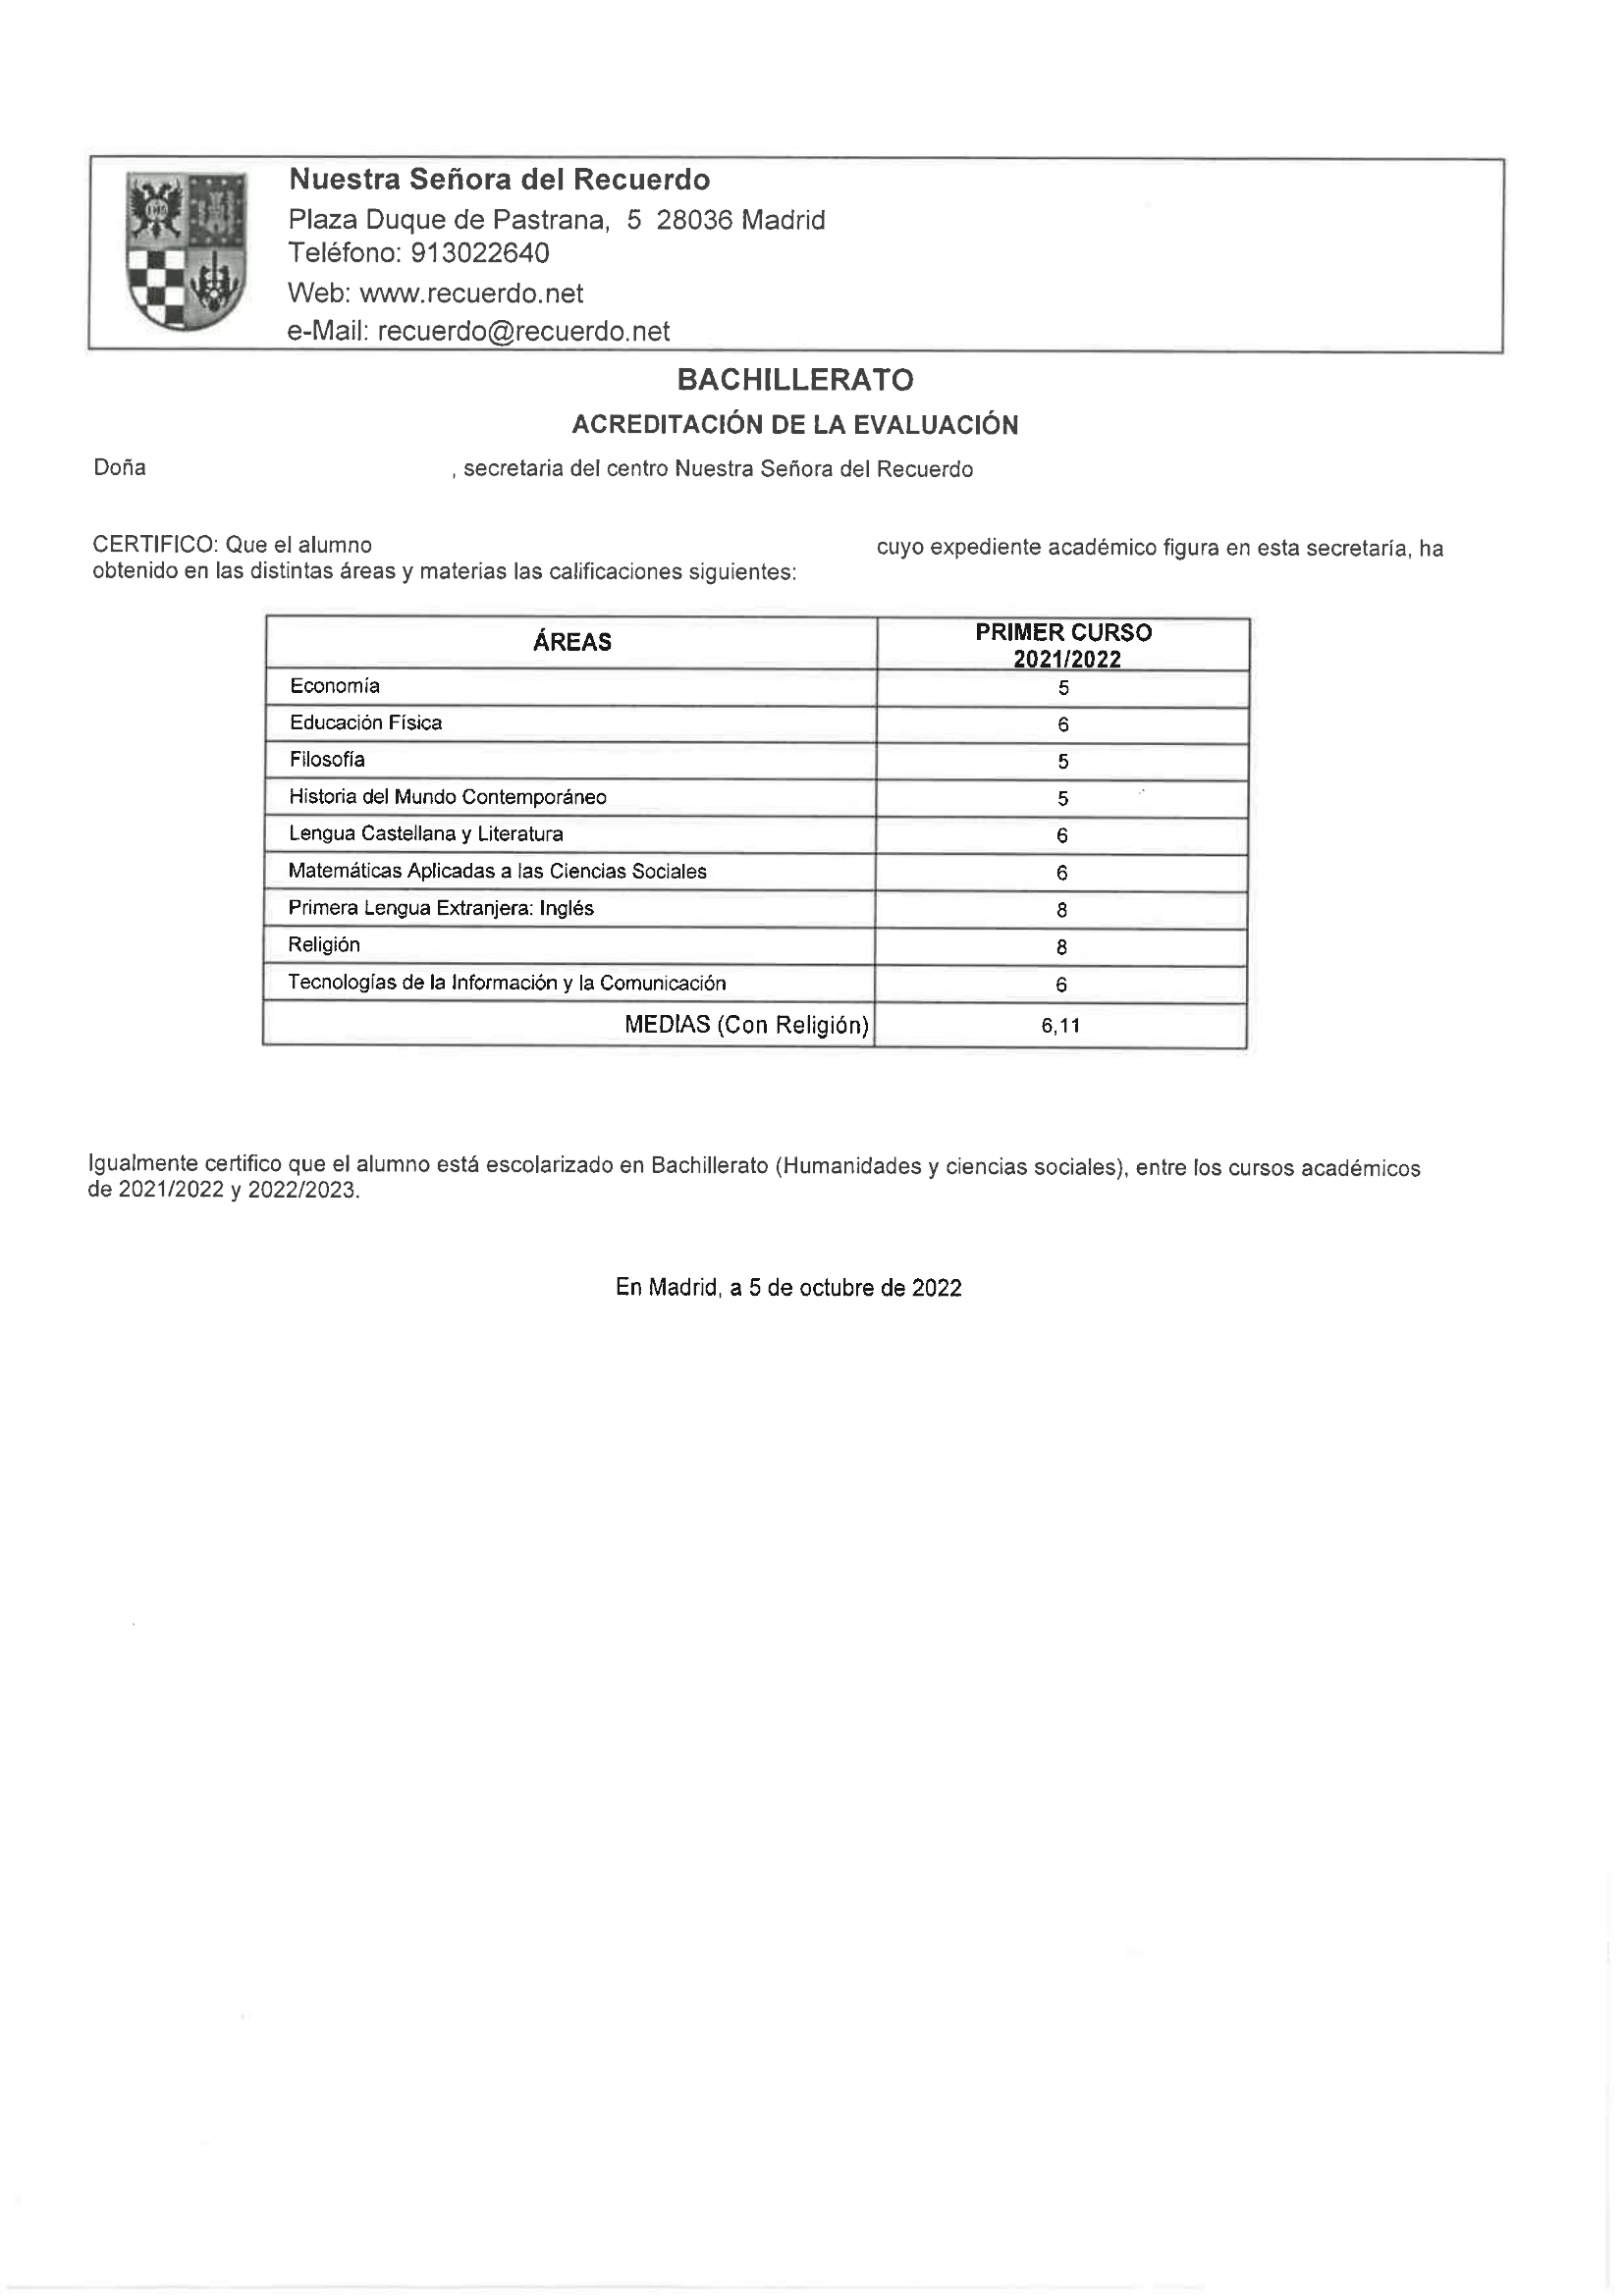 Nuestra Señora del Recuerdo
Plaza Duque de Pastrana, 5 28036 Madrid
Teléfono: 913022640
Web: www.recuerdo.net
e-Mail: recuerdo@recuerdo.net
BACHILLERATO
ACREDITACIÓN DE LA EVALUACIÓN
Doña , secretaria del centro Nuestra Señora del Recuerdo
CERTIFICO: Que el alumno cuyo expediente académico figura en esta secretaría, ha
obtenido en las distintas áreas y materias las calificaciones siguientes:
ÁREAS PRIMER CURSO
2021/2022
Economía 5
Educación Física 6
Filosofía 5
Historia del Mundo Contemporáneo 5
Lengua Castellana y Literatura 6
Matemáticas Aplicadas a las Ciencias Sociales 6
Primera Lengua Extranjera: Inglés 8
Religión 8
Tecnologías de la Información y la Comunicación 6
MEDIAS (Con Religión) 6,11
Igualmente certifico que el alumno está escolarizado en Bachillerato (Humanidades y ciencias sociales), entre los cursos académicos
de 2021/2022 y 2022/2023.
En Madrid, a 5 de octubre de 2022